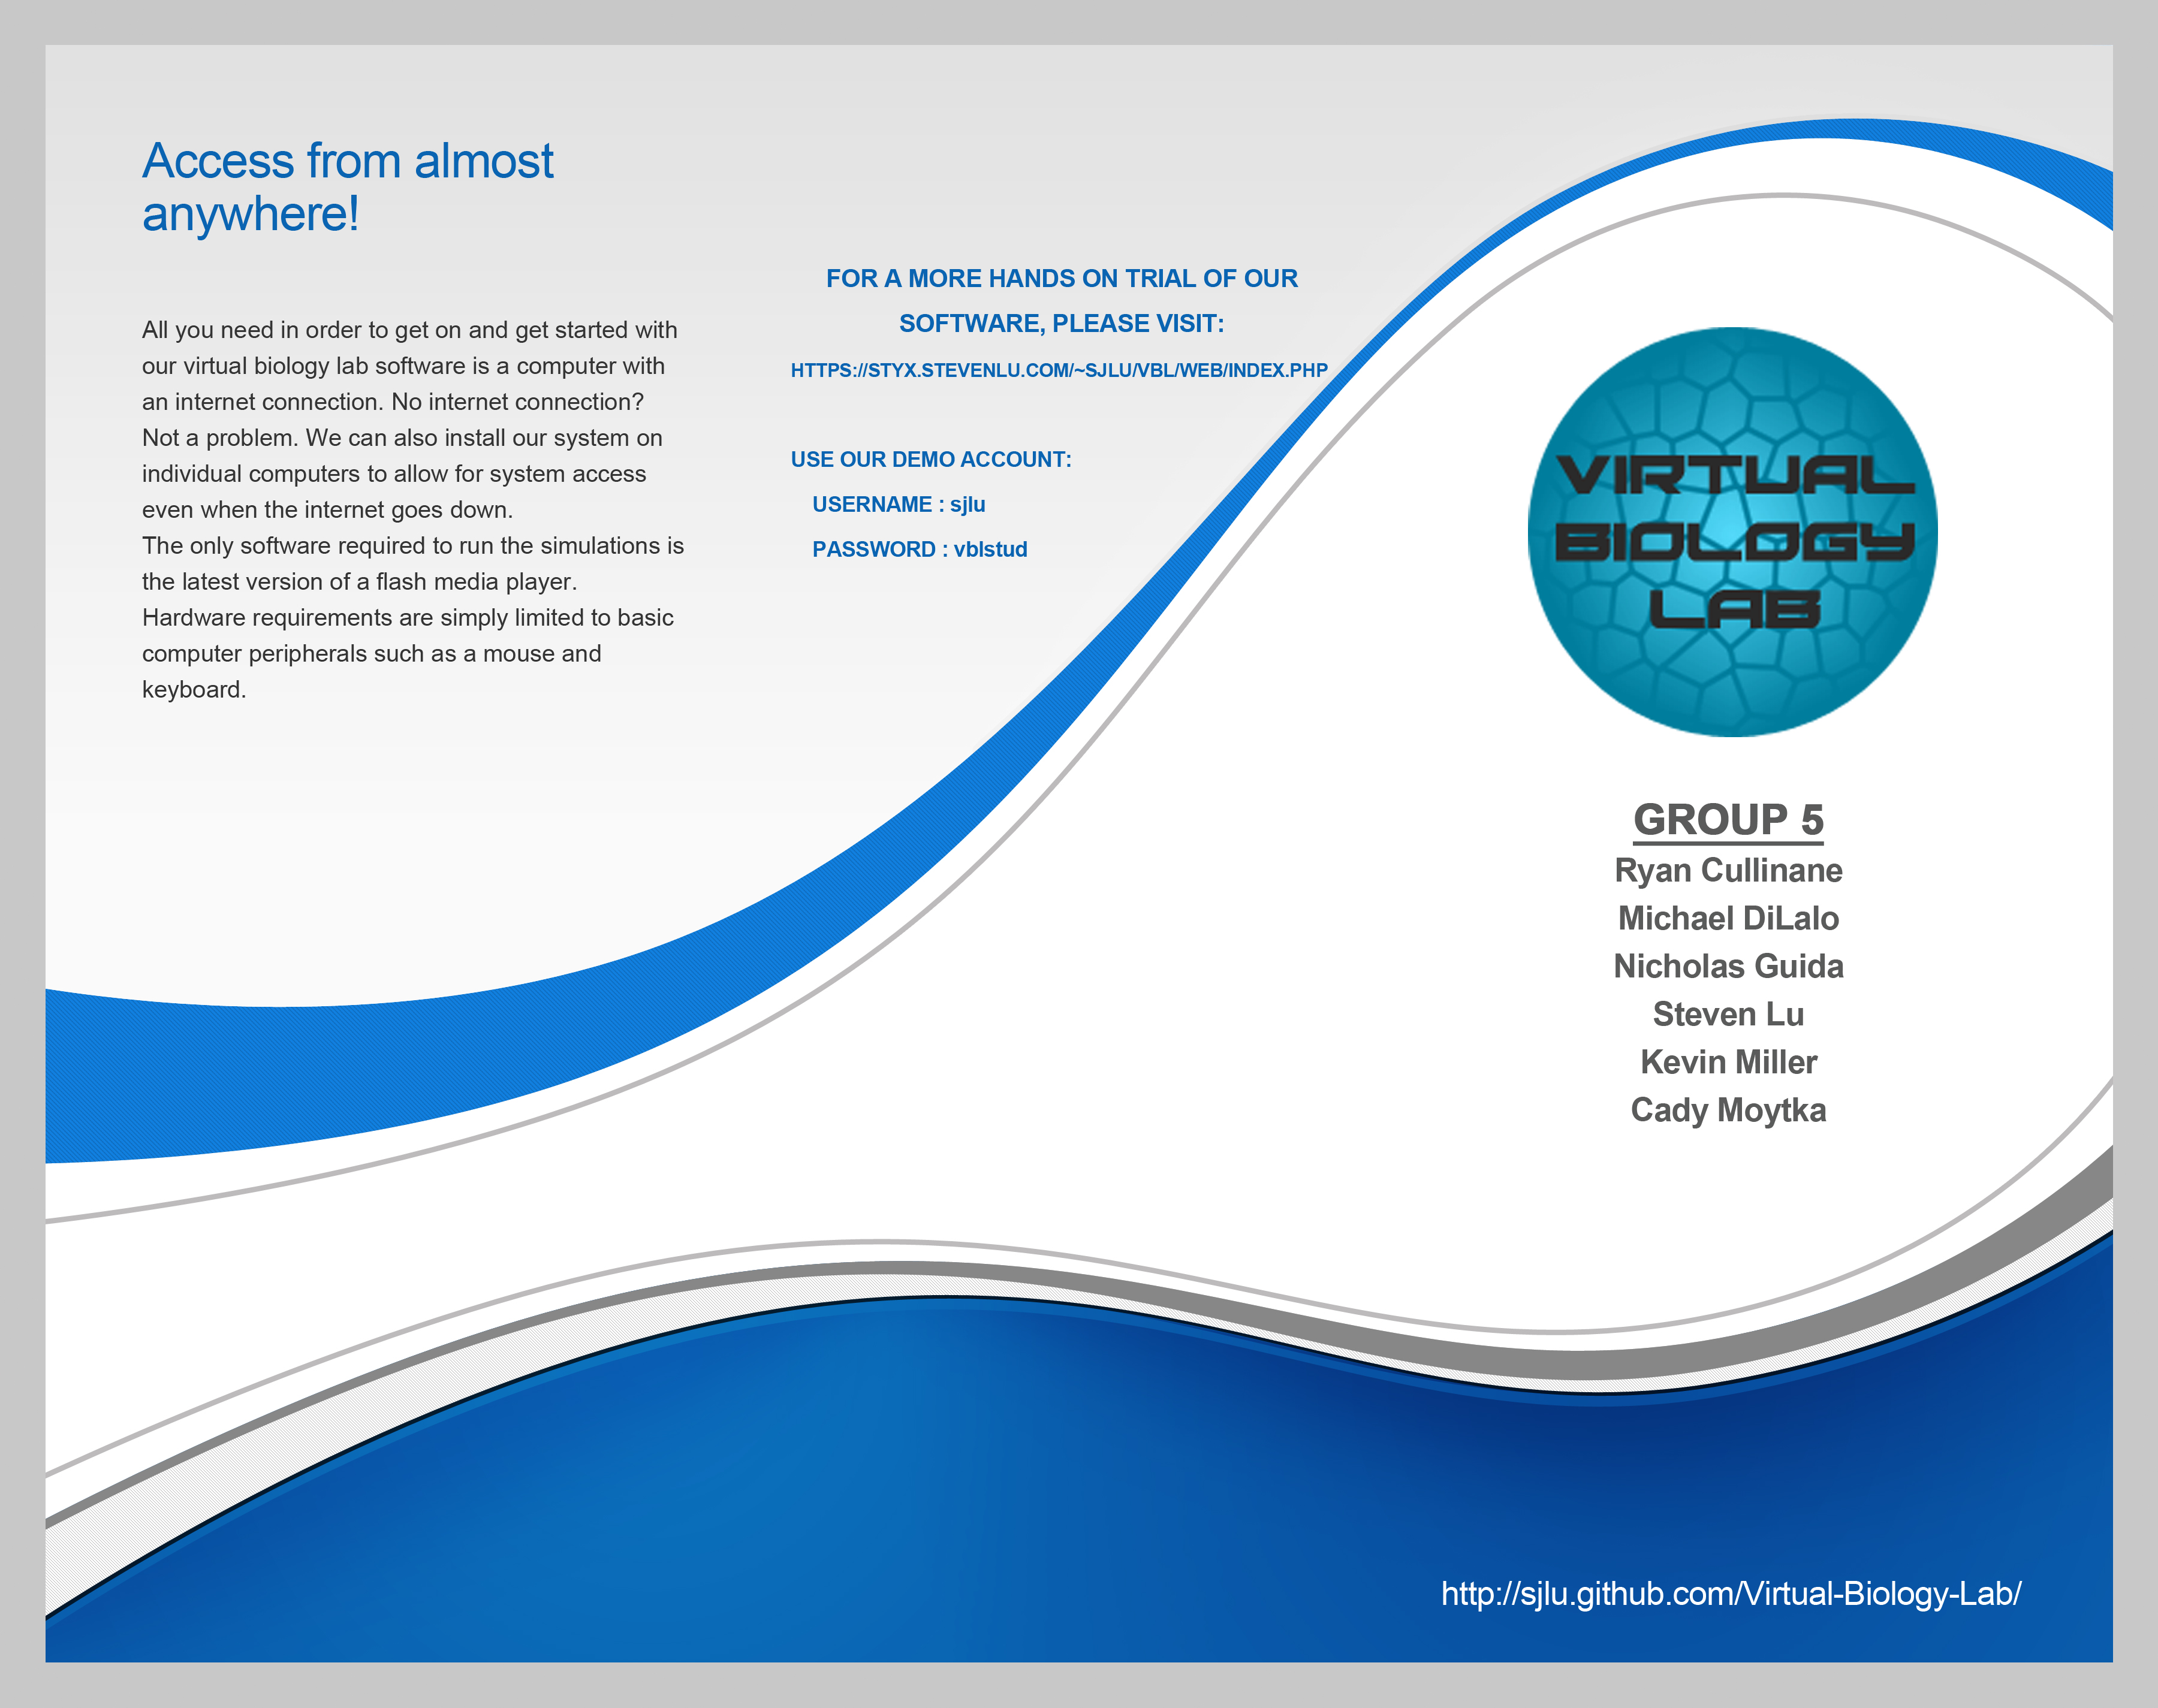 Access from almost
anywhere!
All you need in order to get on and get started with
our virtual biology lab software is a computer with
an internet connection. No internet connection?
Not a problem. We can also install our system on
individual computers to allow for system access
even when the internet goes down.
The only software required to run the simulations is
the latest version of a flash media player.
Hardware requirements are simply limited to basic
computer peripherals such as a mouse and
keyboard.
FOR A MORE HANDS ON TRIAL OF OUR
SOFTWARE, PLEASE VISIT:
HTTPS://STYX.STEVENLU.COM/~SJLU/VBL/WEB/INDEX.PHP
USE OUR DEMO ACCOUNT:
USERNAME : sjlu
PASSWORD : vblstud
VIRTUAL
BIOLOGY
LAB
GROUP 5
Ryan Cullinane
Michael DiLalo
Nicholas Guida
Steven Lu
Kevin Miller
Cady Moytka
http://sjlu.github.com/Virtual-Biology-Lab/